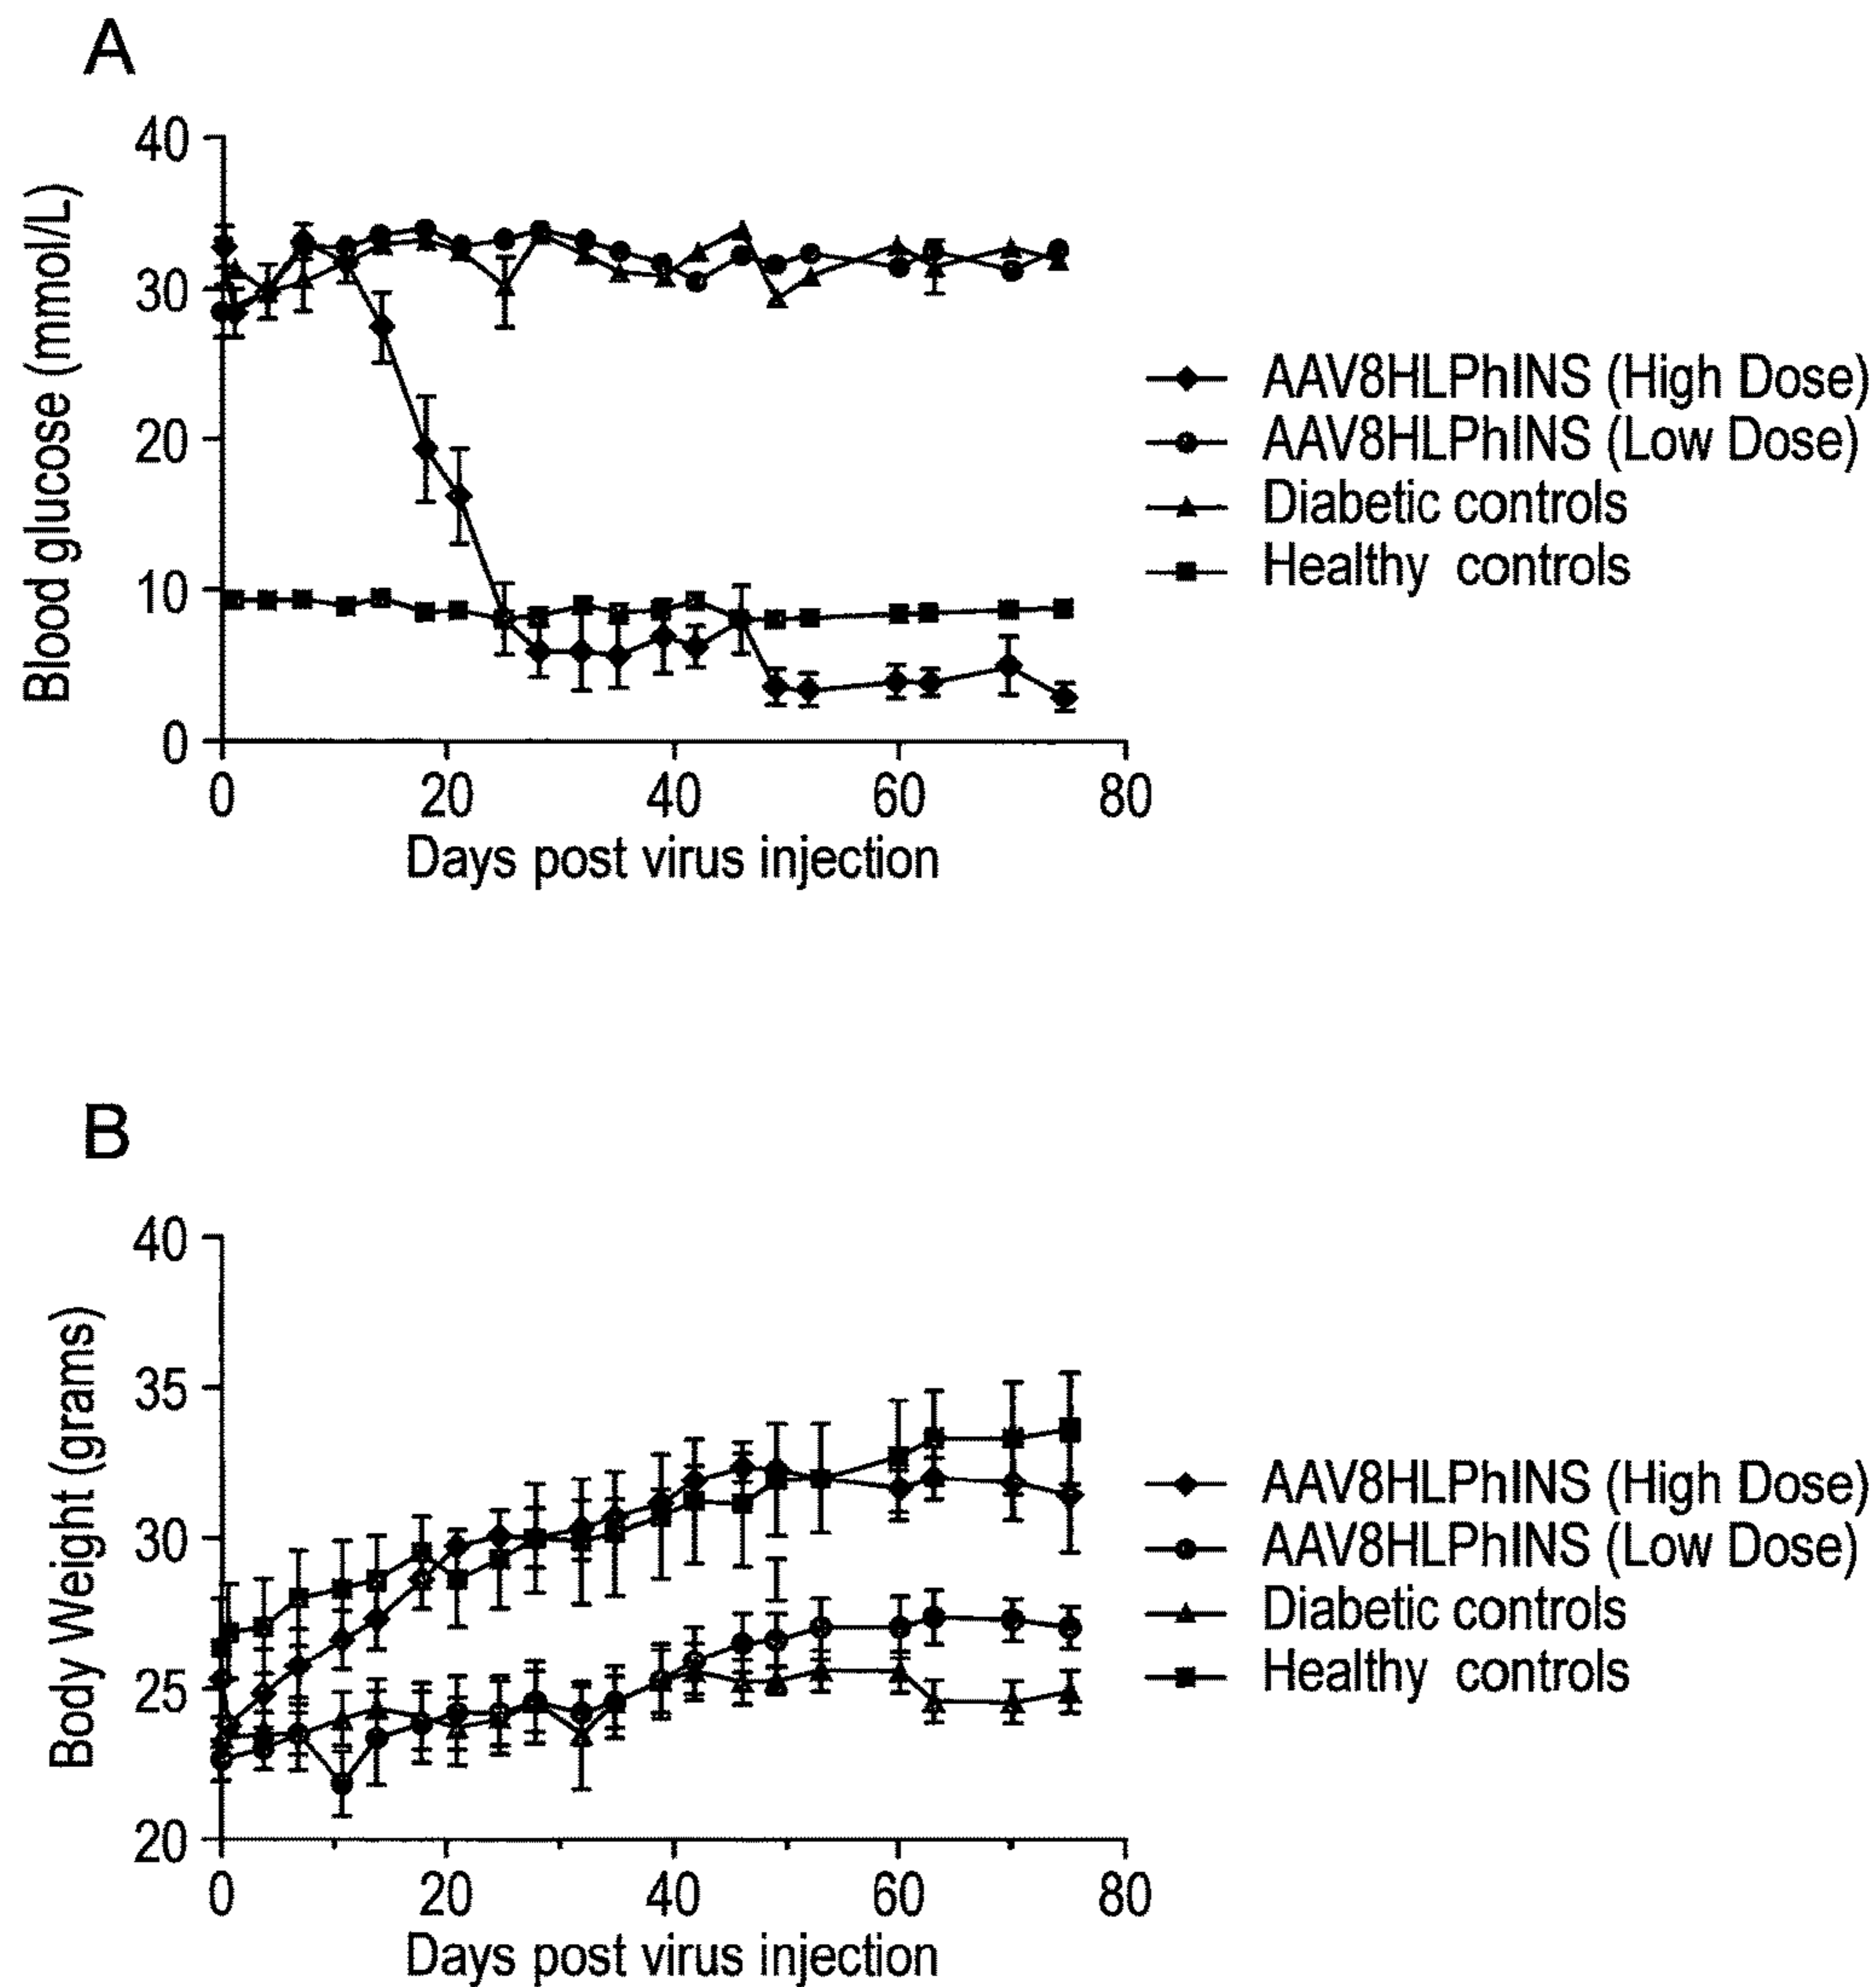 A
40
30
20
10
0
Blood glucose (mmol/L)
0 20 40 60 80
Days post virus injection
AAV8HLPhINS (High Dose)
AAV8HLPhINS (Low Dose)
Diabetic controls
Healthy controls
B
40
35
30
25
20
Body Weight (grams)
0 20 40 60 80
Days post virus injection
AAV8HLPhINS (High Dose)
AAV8HLPhINS (Low Dose)
Diabetic controls
Healthy controls